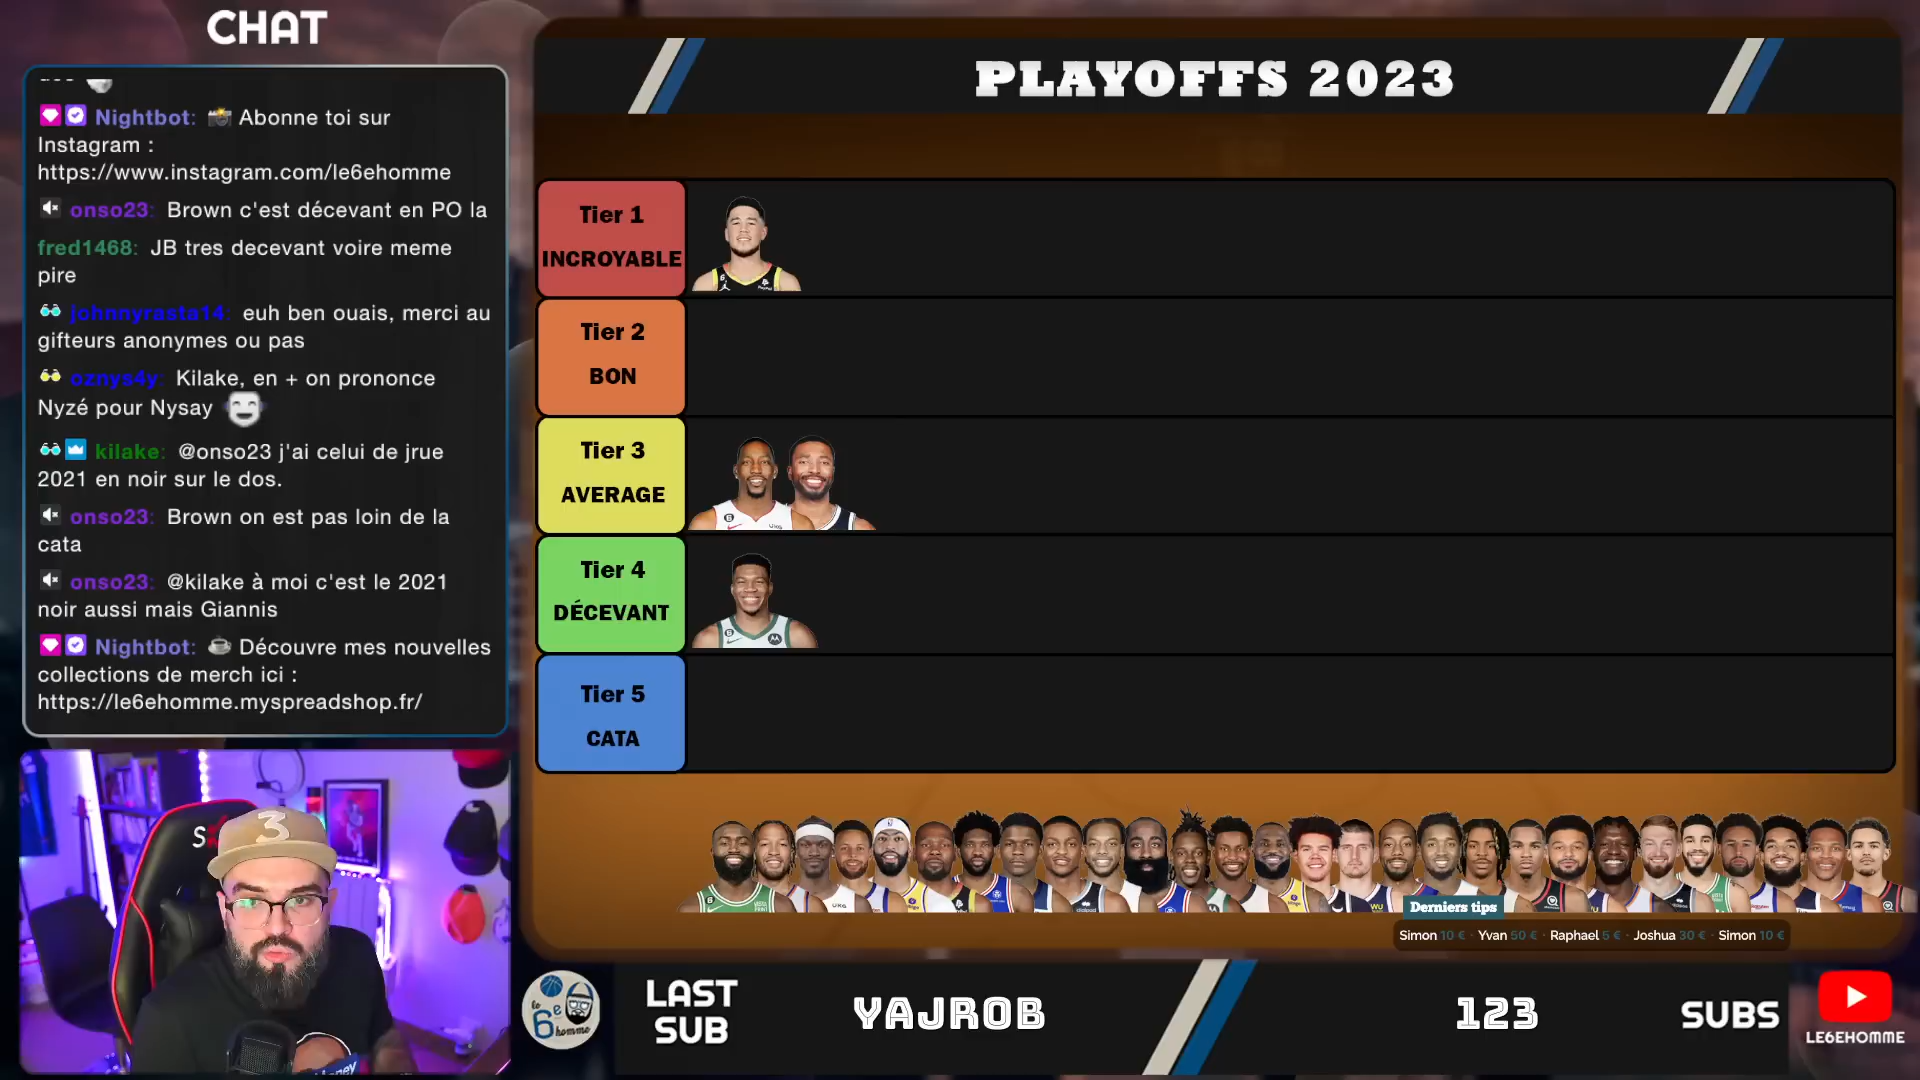 CHAT
Nightbot: Abonne toi sur
Instagram :
https://www.instagram.com/le6ehomme
onso23: Brown c'est décevant en PO la
fred1468: JB tres decevant voire meme
pire
johnnyrasta14: euh ben ouais, merci au
gifteurs anonymes ou pas
oznys4y: Kilake, en + on prononce
Nyzé pour Nysay
kilake: @onso23 j'ai celui de jrue
2021 en noir sur le dos.
onso23: Brown on est pas loin de la
cata
onso23: @kilake à moi c'est le 2021
noir aussi mais Giannis
Nightbot: Découvre mes nouvelles
collections de merch ici :
https://le6ehomme.myspreadshop.fr/
PLAYOFFS 2023
Tier 1
INCROYABLE
Tier 2
BON
Tier 3
AVERAGE
Tier 4
DÉCEVANT
Tier 5
CATA
Derniers tips
Simon 10 € · Yvan 50 € · Raphael 5 € · Joshua 30 € · Simon 10 €
le 6e homme
LAST
SUB
YAJROB
123
SUBS
LE6EHOMME
3